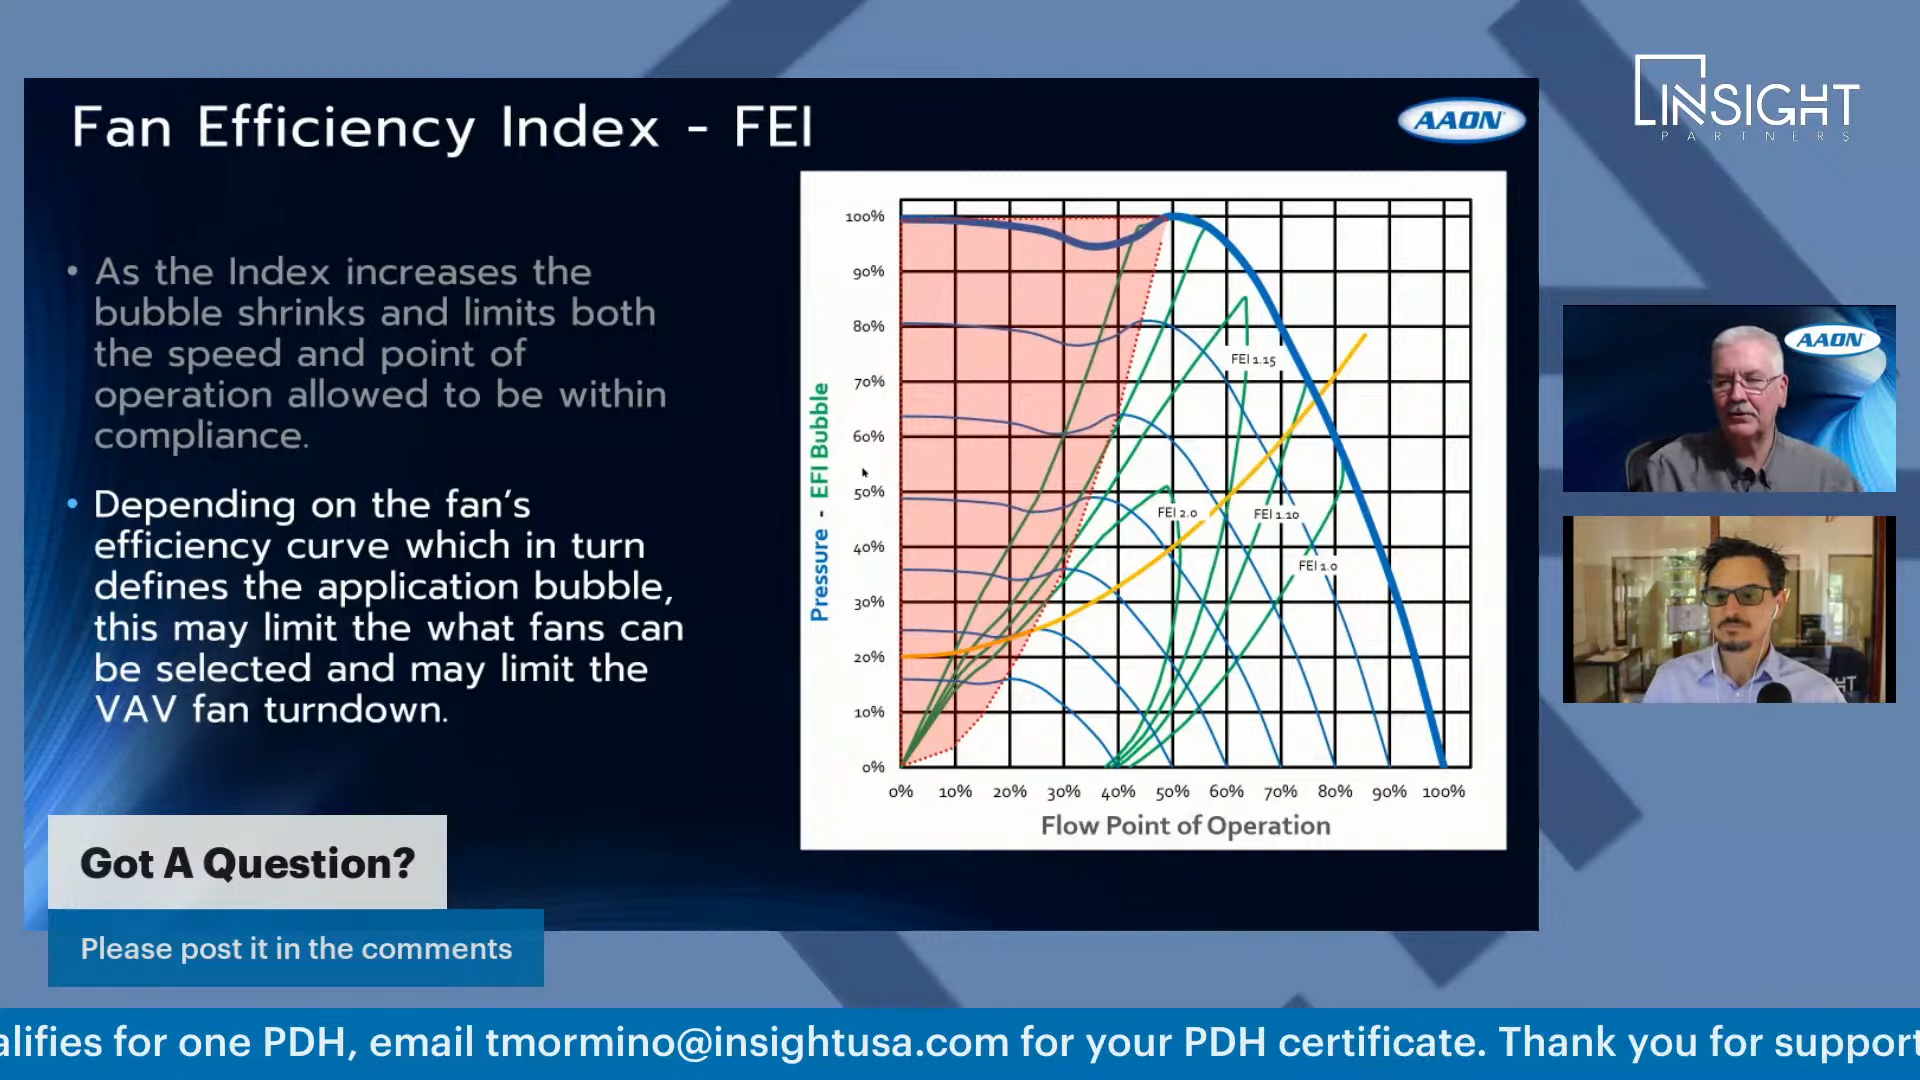 INSIGHT
PARTNERS
Fan Efficiency Index - FEI
AAON
• As the Index increases the
bubble shrinks and limits both
the speed and point of
operation allowed to be within
compliance.
• Depending on the fan's
efficiency curve which in turn
defines the application bubble,
this may limit the what fans can
be selected and may limit the
VAV fan turndown.
Pressure - EFI Bubble
100%
90%
80%
70%
60%
50%
40%
30%
20%
10%
0%
FEI 1.15
FEI 2.0
FEI 1.10
FEI 1.0
0% 10% 20% 30% 40% 50% 60% 70% 80% 90% 100%
Flow Point of Operation
AAON
HT
Got A Question?
Please post it in the comments
alifies for one PDH, email tmormino@insightusa.com for your PDH certificate. Thank you for support